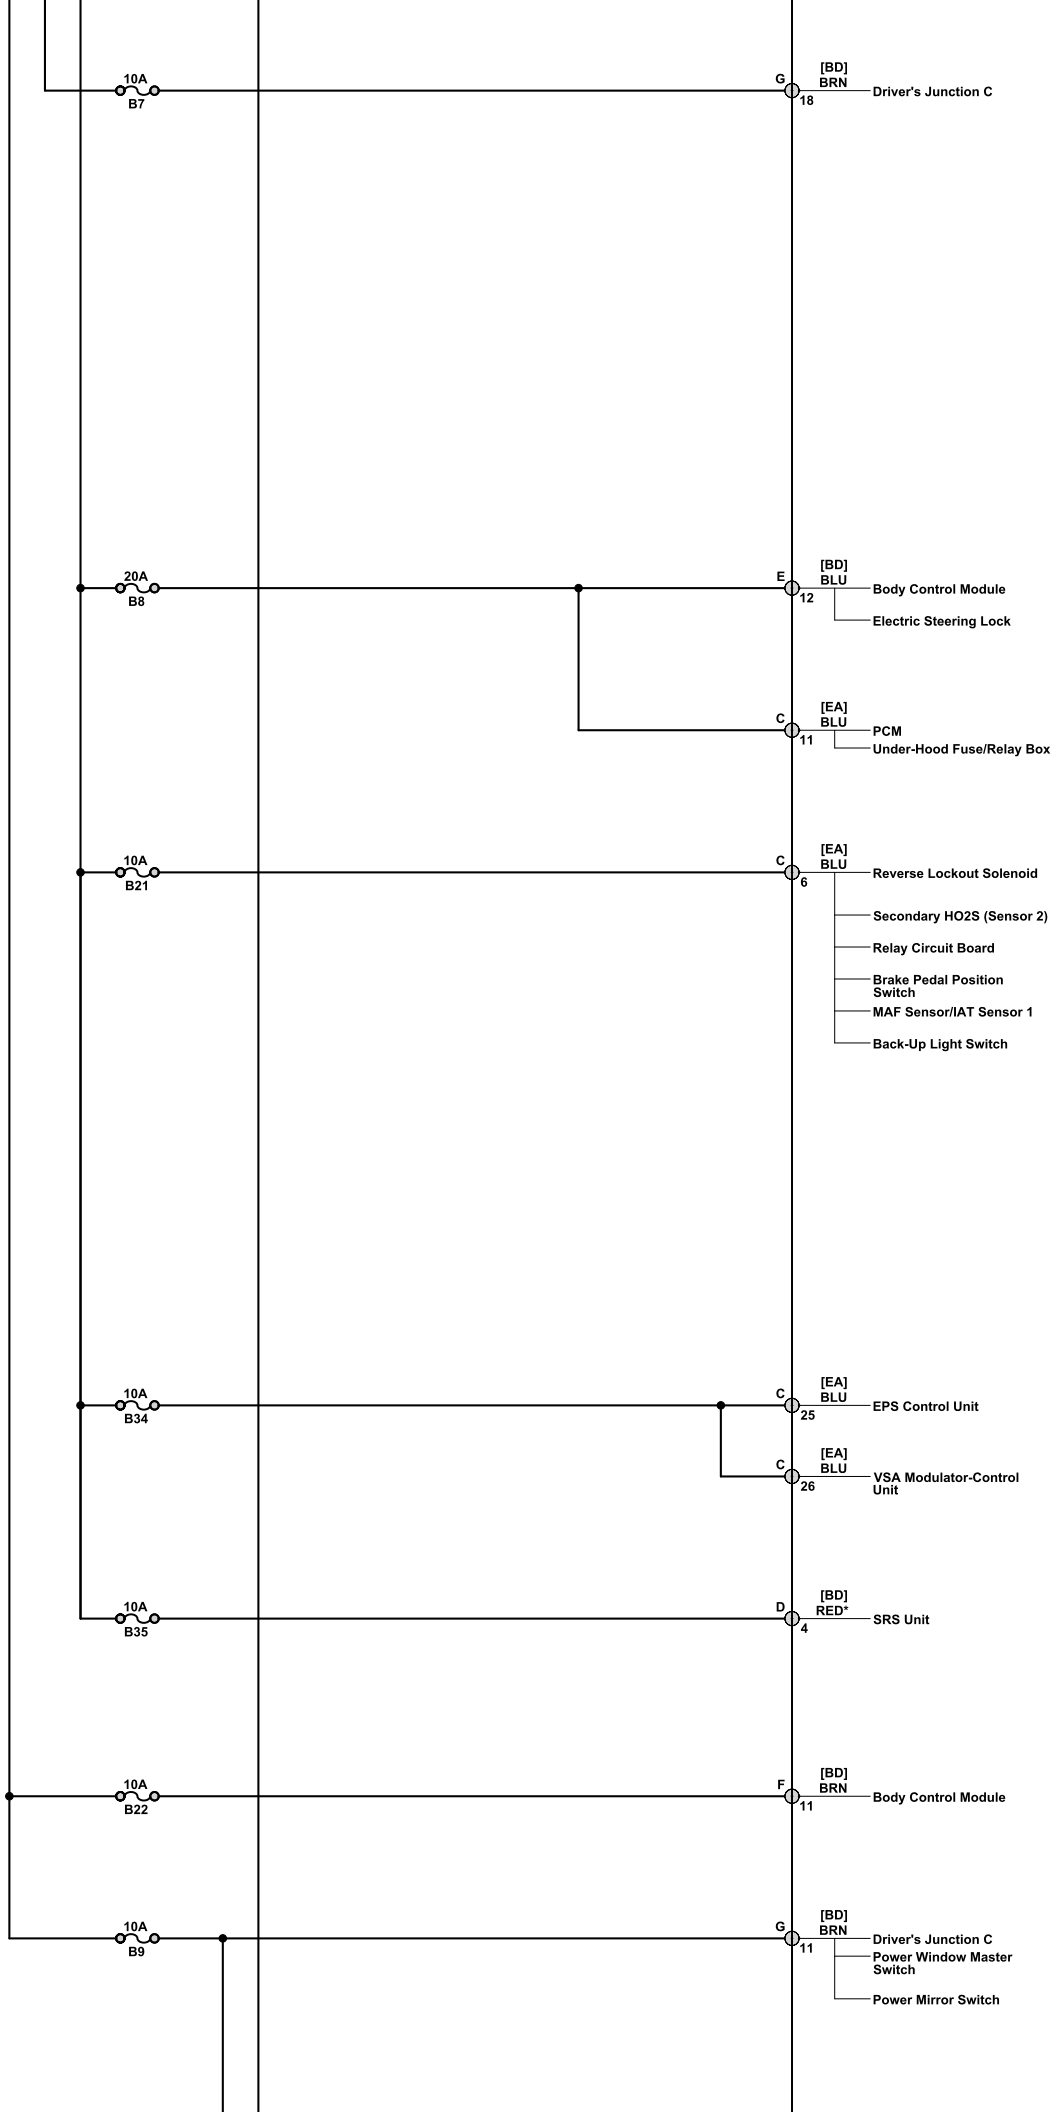 10A
B7
G
18
[BD]
BRN
Driver's Junction C
20A
B8
E
12
[BD]
BLU
Body Control Module
Electric Steering Lock
C
11
[EA]
BLU
PCM
Under-Hood Fuse/Relay Box
10A
B21
C
6
[EA]
BLU
Reverse Lockout Solenoid
Secondary HO2S (Sensor 2)
Relay Circuit Board
Brake Pedal Position
Switch
MAF Sensor/IAT Sensor 1
Back-Up Light Switch
10A
B34
C
25
[EA]
BLU
EPS Control Unit
C
26
[EA]
BLU
VSA Modulator-Control
Unit
10A
B35
D
4
[BD]
RED*
SRS Unit
10A
B22
F
11
[BD]
BRN
Body Control Module
10A
B9
G
11
[BD]
BRN
Driver's Junction C
Power Window Master
Switch
Power Mirror Switch